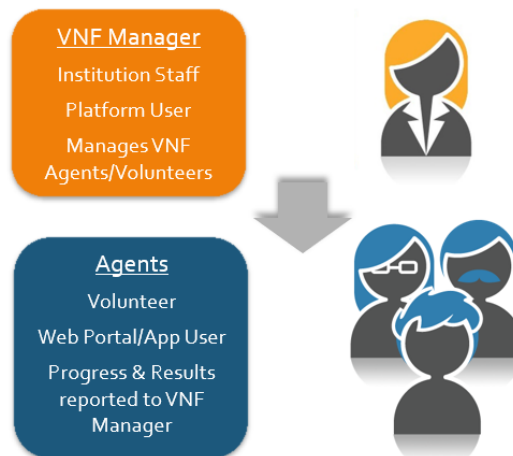 VNF Manager
Institution Staff
Platform User
Manages VNF
Agents/Volunteers
Agents
Volunteer
Web Portal/App User
Progress & Results
reported to VNF
Manager